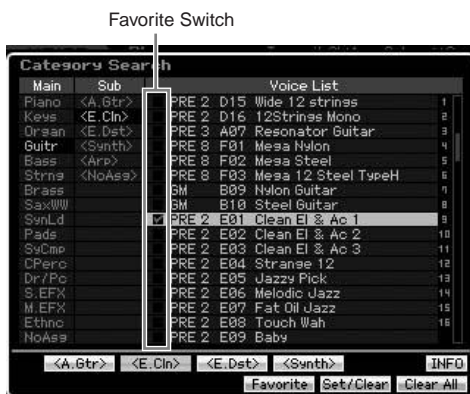 Favorite Switch
Category Search
Main Sub Voice List
Piano <A.Gtr> PRE 2 D15 Wide 12 strings 1
Keys <E.Cln> PRE 2 D16 12Strings Mono 2
Organ <E.Dst> PRE 3 A07 Resonator Guitar 3
Guitr <Synth> PRE 8 F01 Mega Nylon 4
Bass <Arp> PRE 8 F02 Mega Steel 5
Strng <NoAsg> PRE 8 F03 Mega 12 Steel TypeH 6
Brass GM B09 Nylon Guitar 7
SaxWW GM B10 Steel Guitar 8
SynLd PRE 2 E01 Clean El & Ac 1 9
Pads PRE 2 E02 Clean El & Ac 2 10
SyCmp PRE 2 E03 Clean El & Ac 3 11
CPerc PRE 2 E04 Strange 12 12
Dr/Pc PRE 2 E05 Jazzy Pick 13
S.EFX PRE 2 E06 Melodic Jazz 14
M.EFX PRE 2 E07 Fat Oil Jazz 15
Ethnc PRE 2 E08 Touch Wah 16
NoAsg PRE 2 E09 Baby
<A.Gtr> <E.Cln> <E.Dst> <Synth> INFO
Favorite Set/Clear Clear All